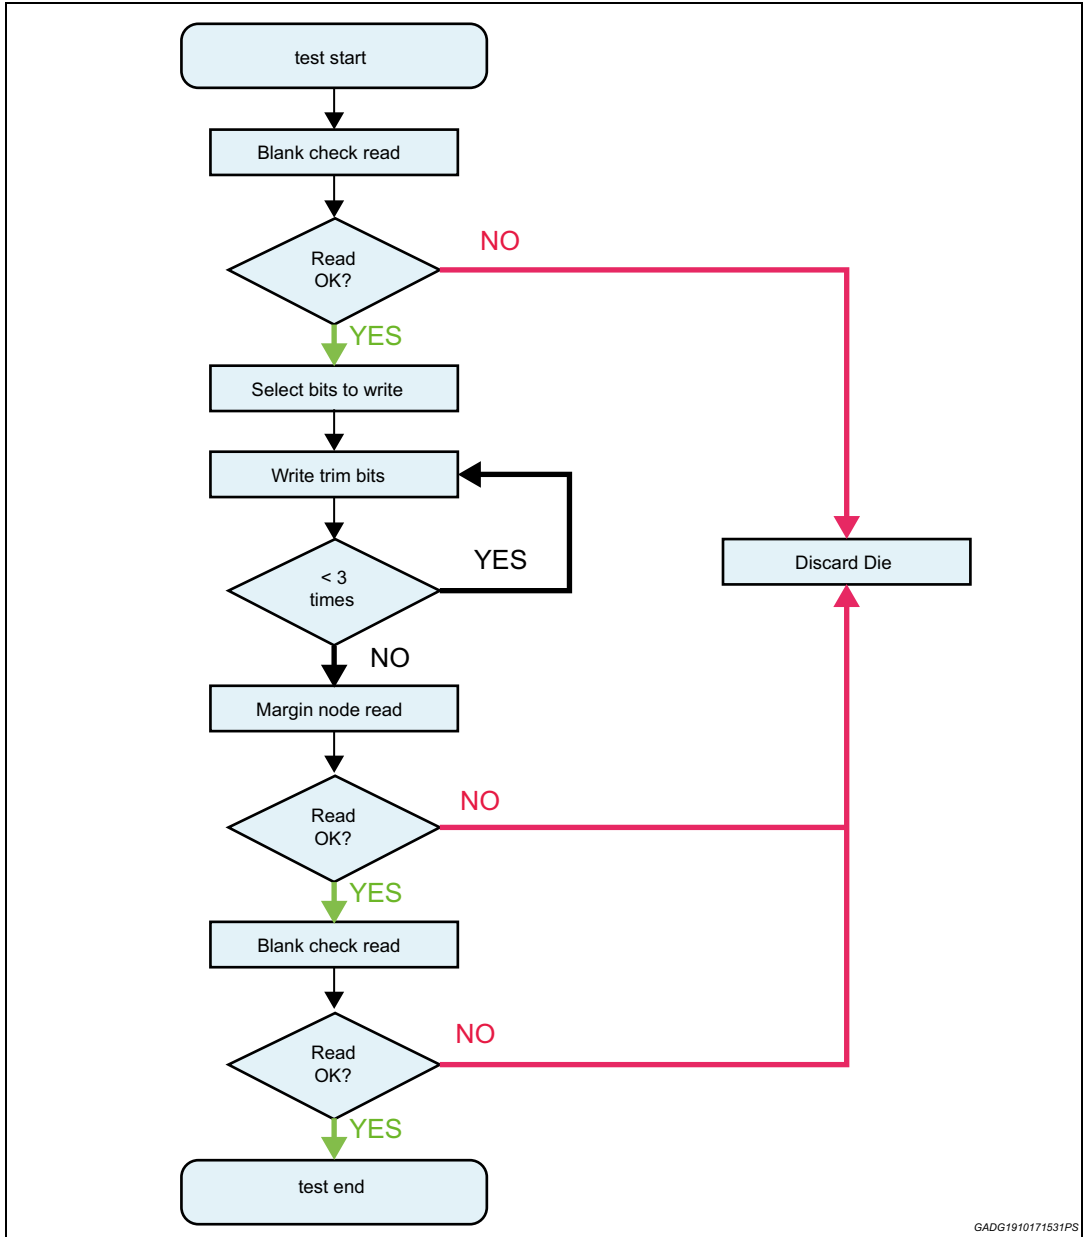 test start
Blank check read
Read
OK?
NO
YES
Select bits to write
Write trim bits
< 3
times
YES
Discard Die
NO
Margin node read
Read
OK?
NO
YES
Blank check read
Read
OK?
NO
YES
test end
GADG1910171531PS